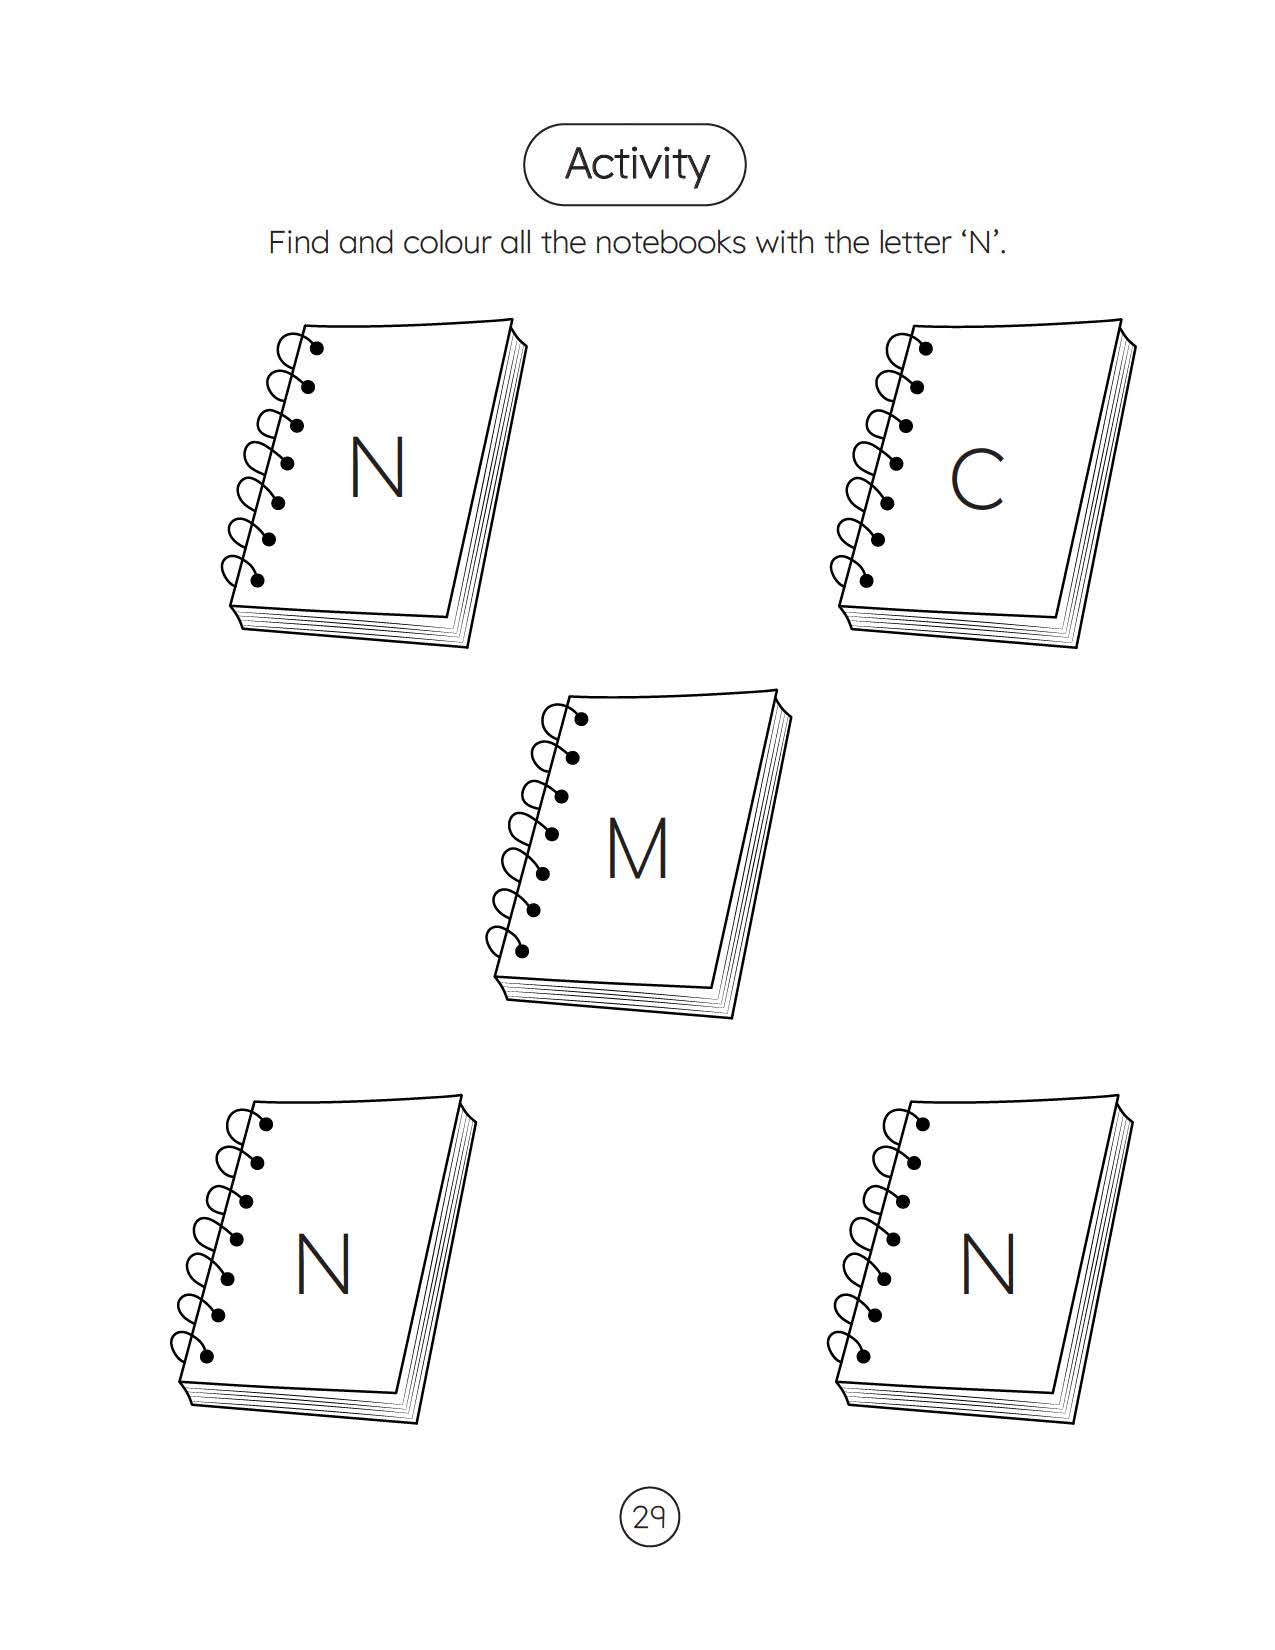 Activity
Find and colour all the notebooks with the letter ‘N’.
N
C
M
N
N
29